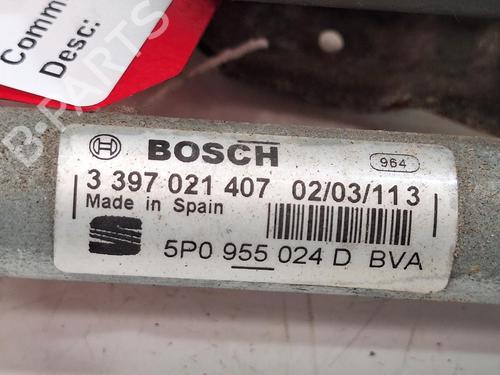 Comm
Desc:
B-PARTS
BOSCH
964
3 397 021 407 02/03/113
Made in Spain
5P0 955 024 D BVA